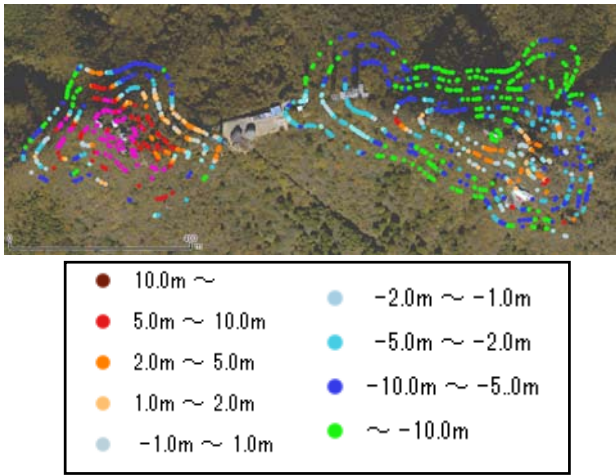 10.0m ～
5.0m ～ 10.0m
2.0m ～ 5.0m
1.0m ～ 2.0m
-1.0m ～ 1.0m
-2.0m ～ -1.0m
-5.0m ～ -2.0m
-10.0m ～ -5..0m
～ -10.0m